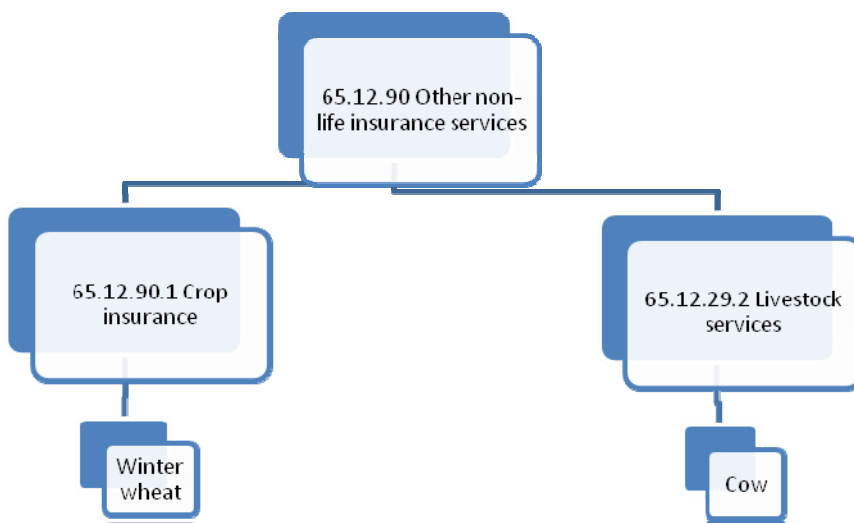 65.12.90 Other non-
life insurance services
65.12.90.1 Crop
insurance
65.12.29.2 Livestock
services
Winter
wheat
Cow